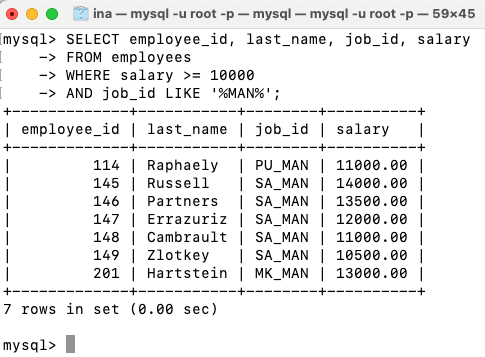 ina — mysql -u root -p — mysql — mysql -u root -p — 59×45
mysql> SELECT employee_id, last_name, job_id, salary
    -> FROM employees
    -> WHERE salary >= 10000
    -> AND job_id LIKE '%MAN%';
+-------------+-----------+--------+----------+
| employee_id | last_name | job_id | salary   |
+-------------+-----------+--------+----------+
|         114 | Raphaely  | PU_MAN | 11000.00 |
|         145 | Russell   | SA_MAN | 14000.00 |
|         146 | Partners  | SA_MAN | 13500.00 |
|         147 | Errazuriz | SA_MAN | 12000.00 |
|         148 | Cambrault | SA_MAN | 11000.00 |
|         149 | Zlotkey   | SA_MAN | 10500.00 |
|         201 | Hartstein | MK_MAN | 13000.00 |
+-------------+-----------+--------+----------+
7 rows in set (0.00 sec)
mysql>